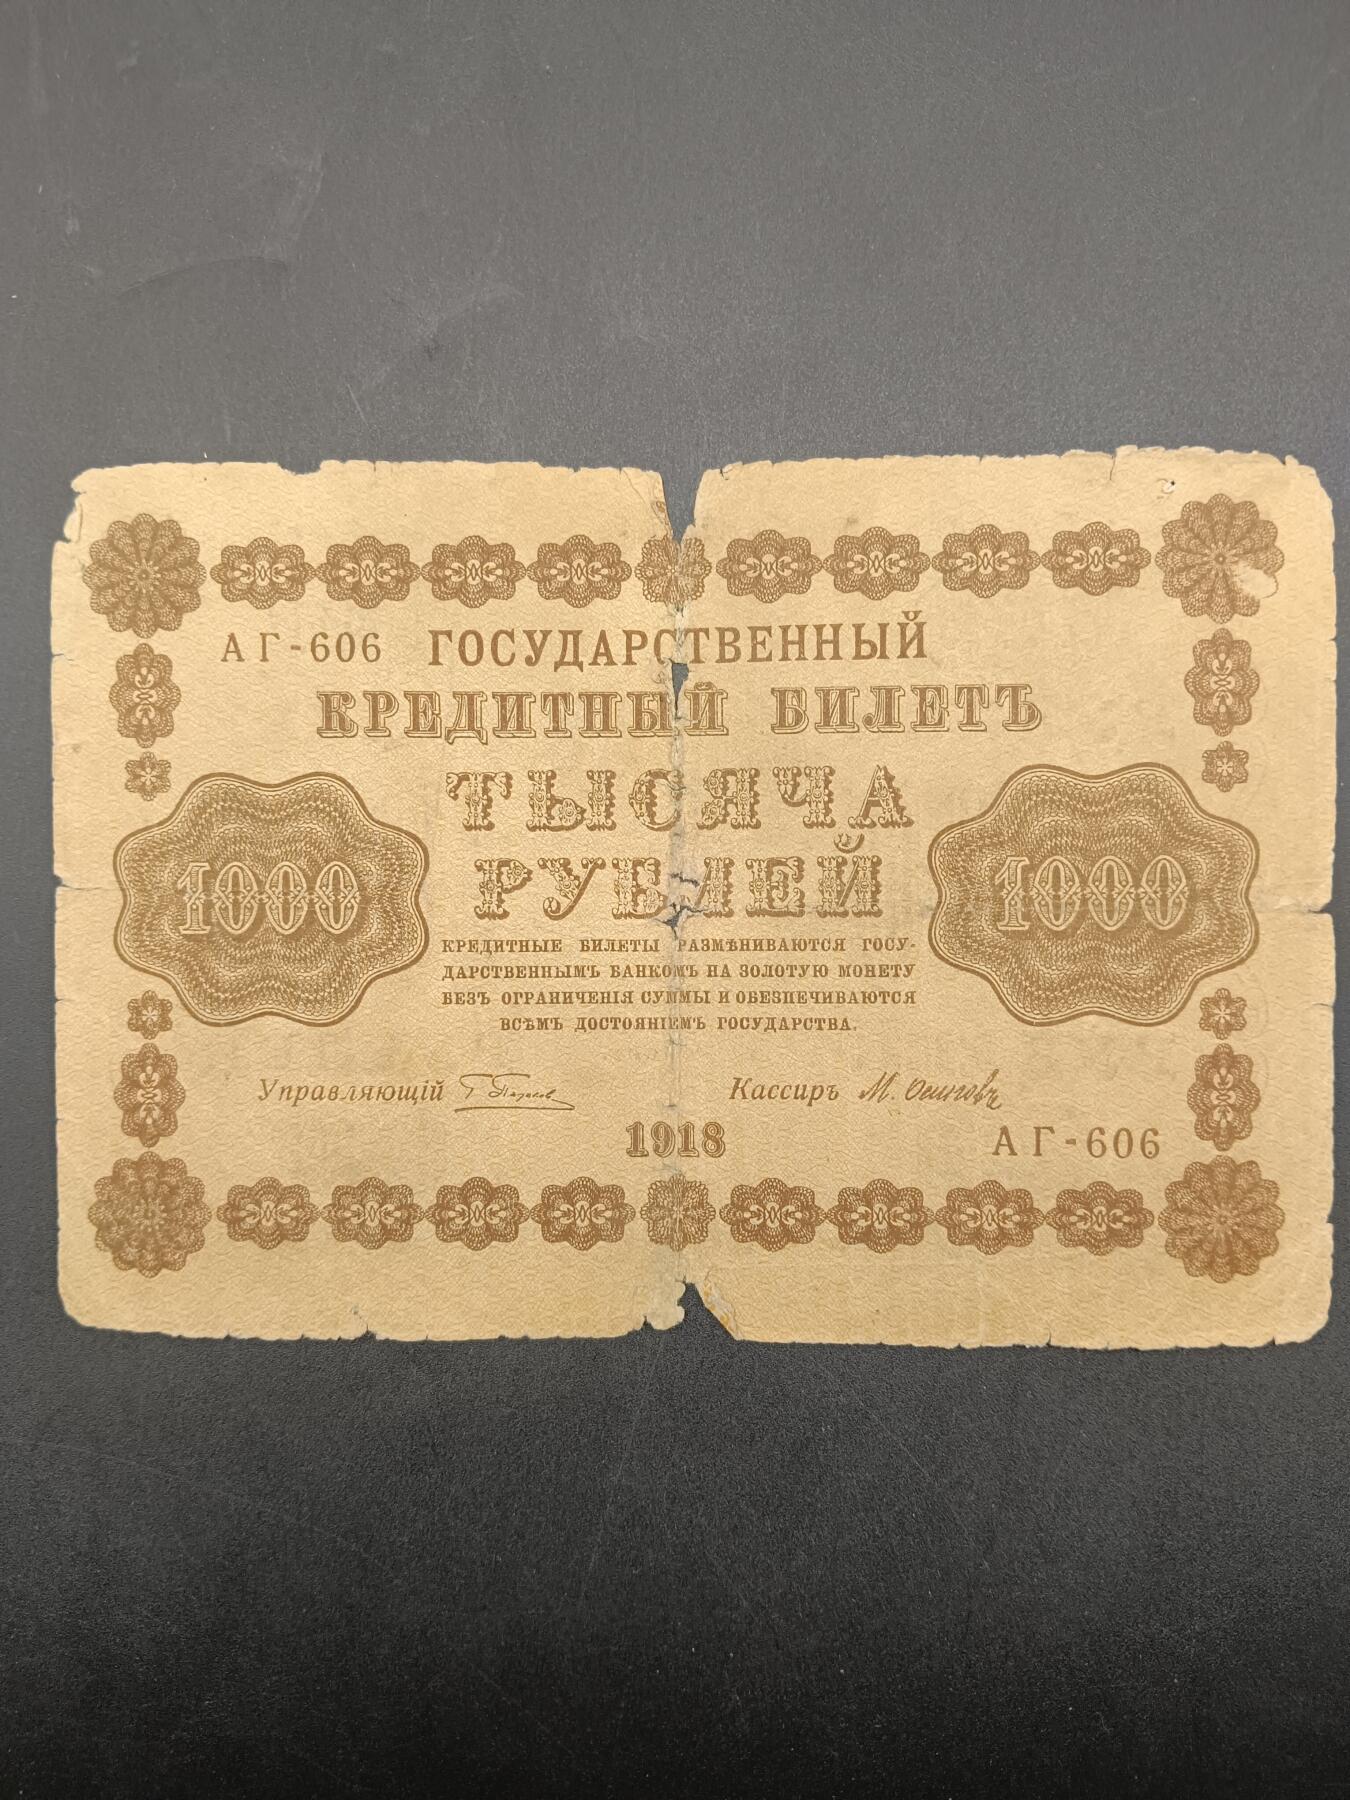 АГ-606 ГОСУДАРСТВЕННЫЙ
КРЕДИТНЫЙ БИЛЕТЪ
ТЫСЯЧА
РУБЛЕЙ
1000 1000
КРЕДИТНЫЕ БИЛЕТЫ РАЗМѢНИВАЮТСЯ ГОСУ-
ДАРСТВЕННЫМЪ БАНКОМЪ НА ЗОЛОТУЮ МОНЕТУ
БЕЗЪ ОГРАНИЧЕНІЯ СУММЫ И ОБЕЗПЕЧИВАЮТСЯ
ВСѢМЪ ДОСТОЯНІЕМЪ ГОСУДАРСТВА.
Управляющій Кассиръ М. Осиповъ
1918
АГ-606